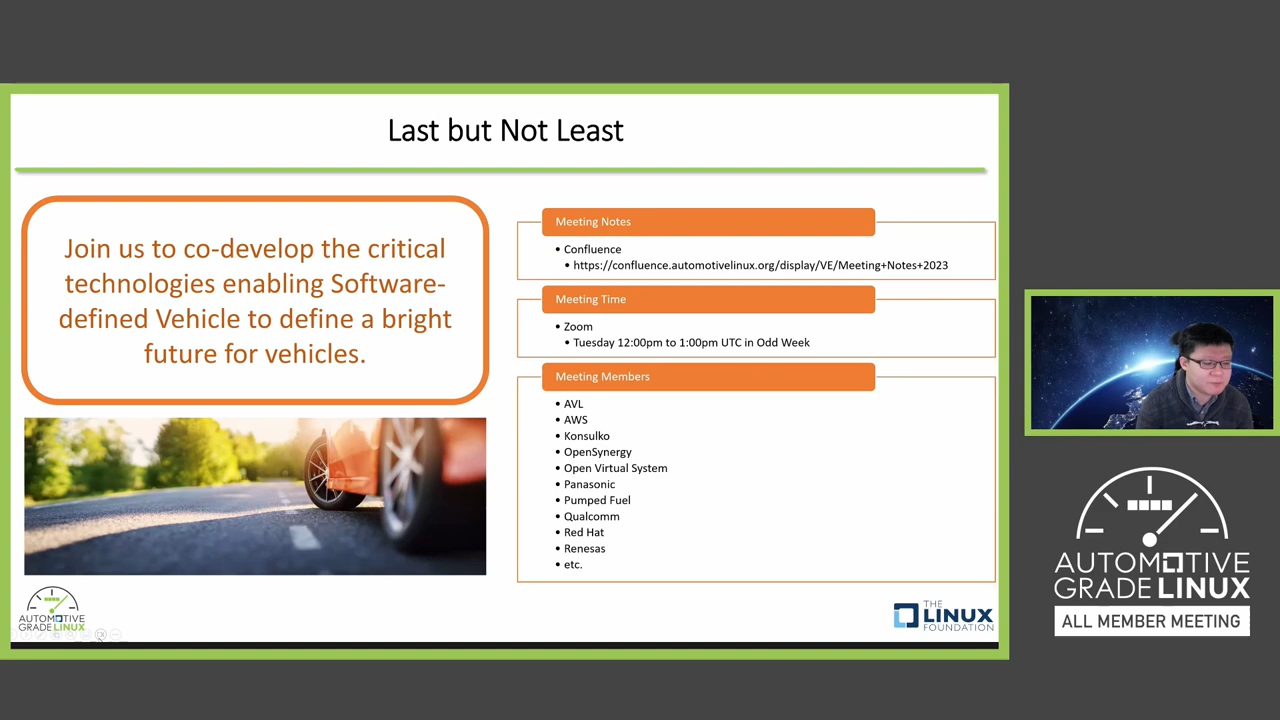 Last but Not Least
Join us to co-develop the critical
technologies enabling Software-
defined Vehicle to define a bright
future for vehicles.
Meeting Notes
• Confluence
• https://confluence.automotivelinux.org/display/VE/Meeting+Notes+2023
Meeting Time
• Zoom
• Tuesday 12:00pm to 1:00pm UTC in Odd Week
Meeting Members
• AVL
• AWS
• Konsulko
• OpenSynergy
• Open Virtual System
• Panasonic
• Pumped Fuel
• Qualcomm
• Red Hat
• Renesas
• etc.
AUTOMOTIVE
GRADE LINUX
THE
LINUX
FOUNDATION
AUTOMOTIVE
GRADE LINUX
ALL MEMBER MEETING